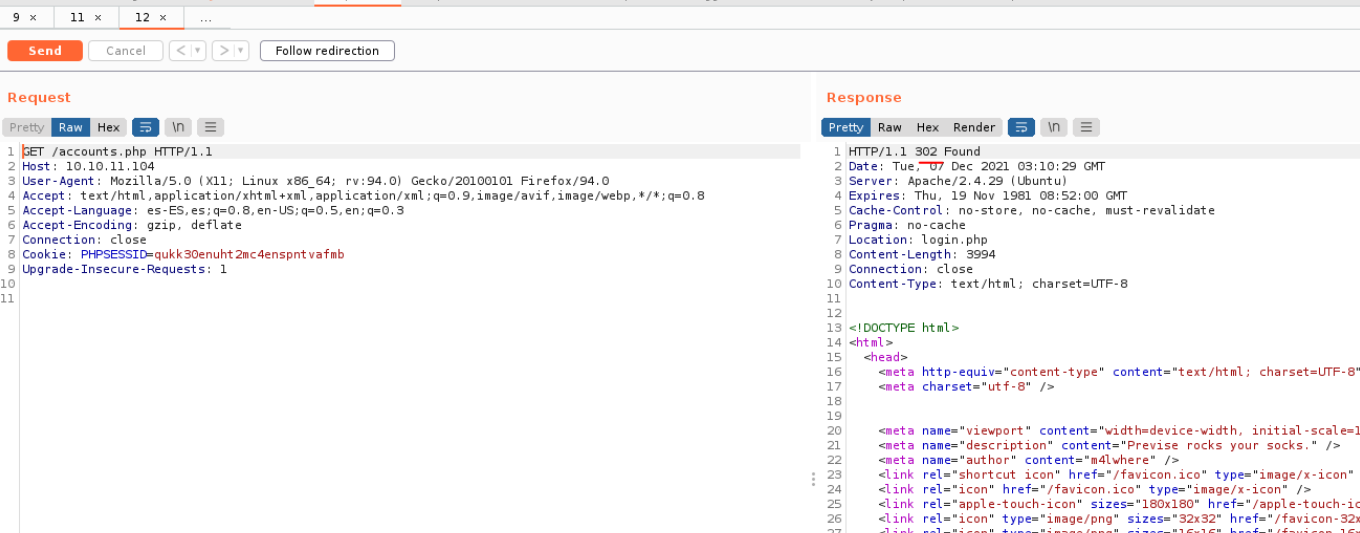 9 × 11 × 12 × ...
Send Cancel < > Follow redirection
Request
Pretty Raw Hex \n
1 GET /accounts.php HTTP/1.1
2 Host: 10.10.11.104
3 User-Agent: Mozilla/5.0 (X11; Linux x86_64; rv:94.0) Gecko/20100101 Firefox/94.0
4 Accept: text/html,application/xhtml+xml,application/xml;q=0.9,image/avif,image/webp,*/*;q=0.8
5 Accept-Language: es-ES,es;q=0.8,en-US;q=0.5,en;q=0.3
6 Accept-Encoding: gzip, deflate
7 Connection: close
8 Cookie: PHPSESSID=qukk30enuht2mc4enspntvafmb
9 Upgrade-Insecure-Requests: 1
10
11
Response
Pretty Raw Hex Render \n
1 HTTP/1.1 302 Found
2 Date: Tue, 07 Dec 2021 03:10:29 GMT
3 Server: Apache/2.4.29 (Ubuntu)
4 Expires: Thu, 19 Nov 1981 08:52:00 GMT
5 Cache-Control: no-store, no-cache, must-revalidate
6 Pragma: no-cache
7 Location: login.php
8 Content-Length: 3994
9 Connection: close
10 Content-Type: text/html; charset=UTF-8
11
12
13 <!DOCTYPE html>
14 <html>
15 <head>
16 <meta http-equiv="content-type" content="text/html; charset=UTF-8"
17 <meta charset="utf-8" />
18
19
20 <meta name="viewport" content="width=device-width, initial-scale=1
21 <meta name="description" content="Previse rocks your socks." />
22 <meta name="author" content="m4lwhere" />
23 <link rel="shortcut icon" href="/favicon.ico" type="image/x-icon"
24 <link rel="icon" href="/favicon.ico" type="image/x-icon" />
25 <link rel="apple-touch-icon" sizes="180x180" href="/apple-touch-ic
26 <link rel="icon" type="image/png" sizes="32x32" href="/favicon-32x
27 <link rel="icon" type="image/png" sizes="16x16" href="/favicon-16x